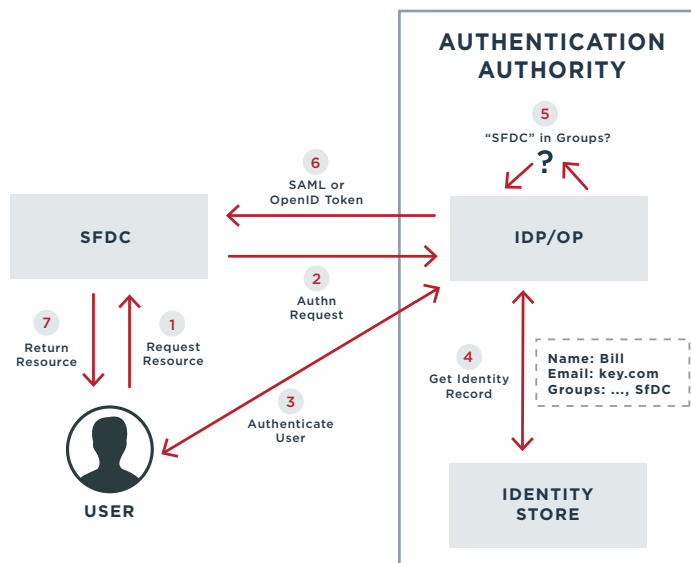 AUTHENTICATION
AUTHORITY
5
“SFDC” in Groups?
?
6
SAML or
OpenID Token
SFDC
IDP/OP
2
Authn
Request
7
Return
Resource
1
Request
Resource
4
Get Identity
Record
Name: Bill
Email: key.com
Groups: ..., SfDC
3
Authenticate
User
USER
IDENTITY
STORE